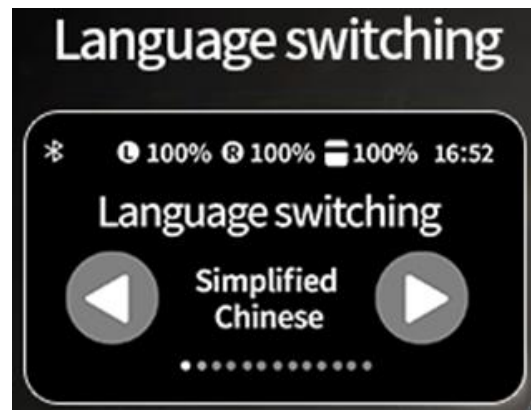 Language switching
L 100% R 100% 100% 16:52
Language switching
Simplified
Chinese